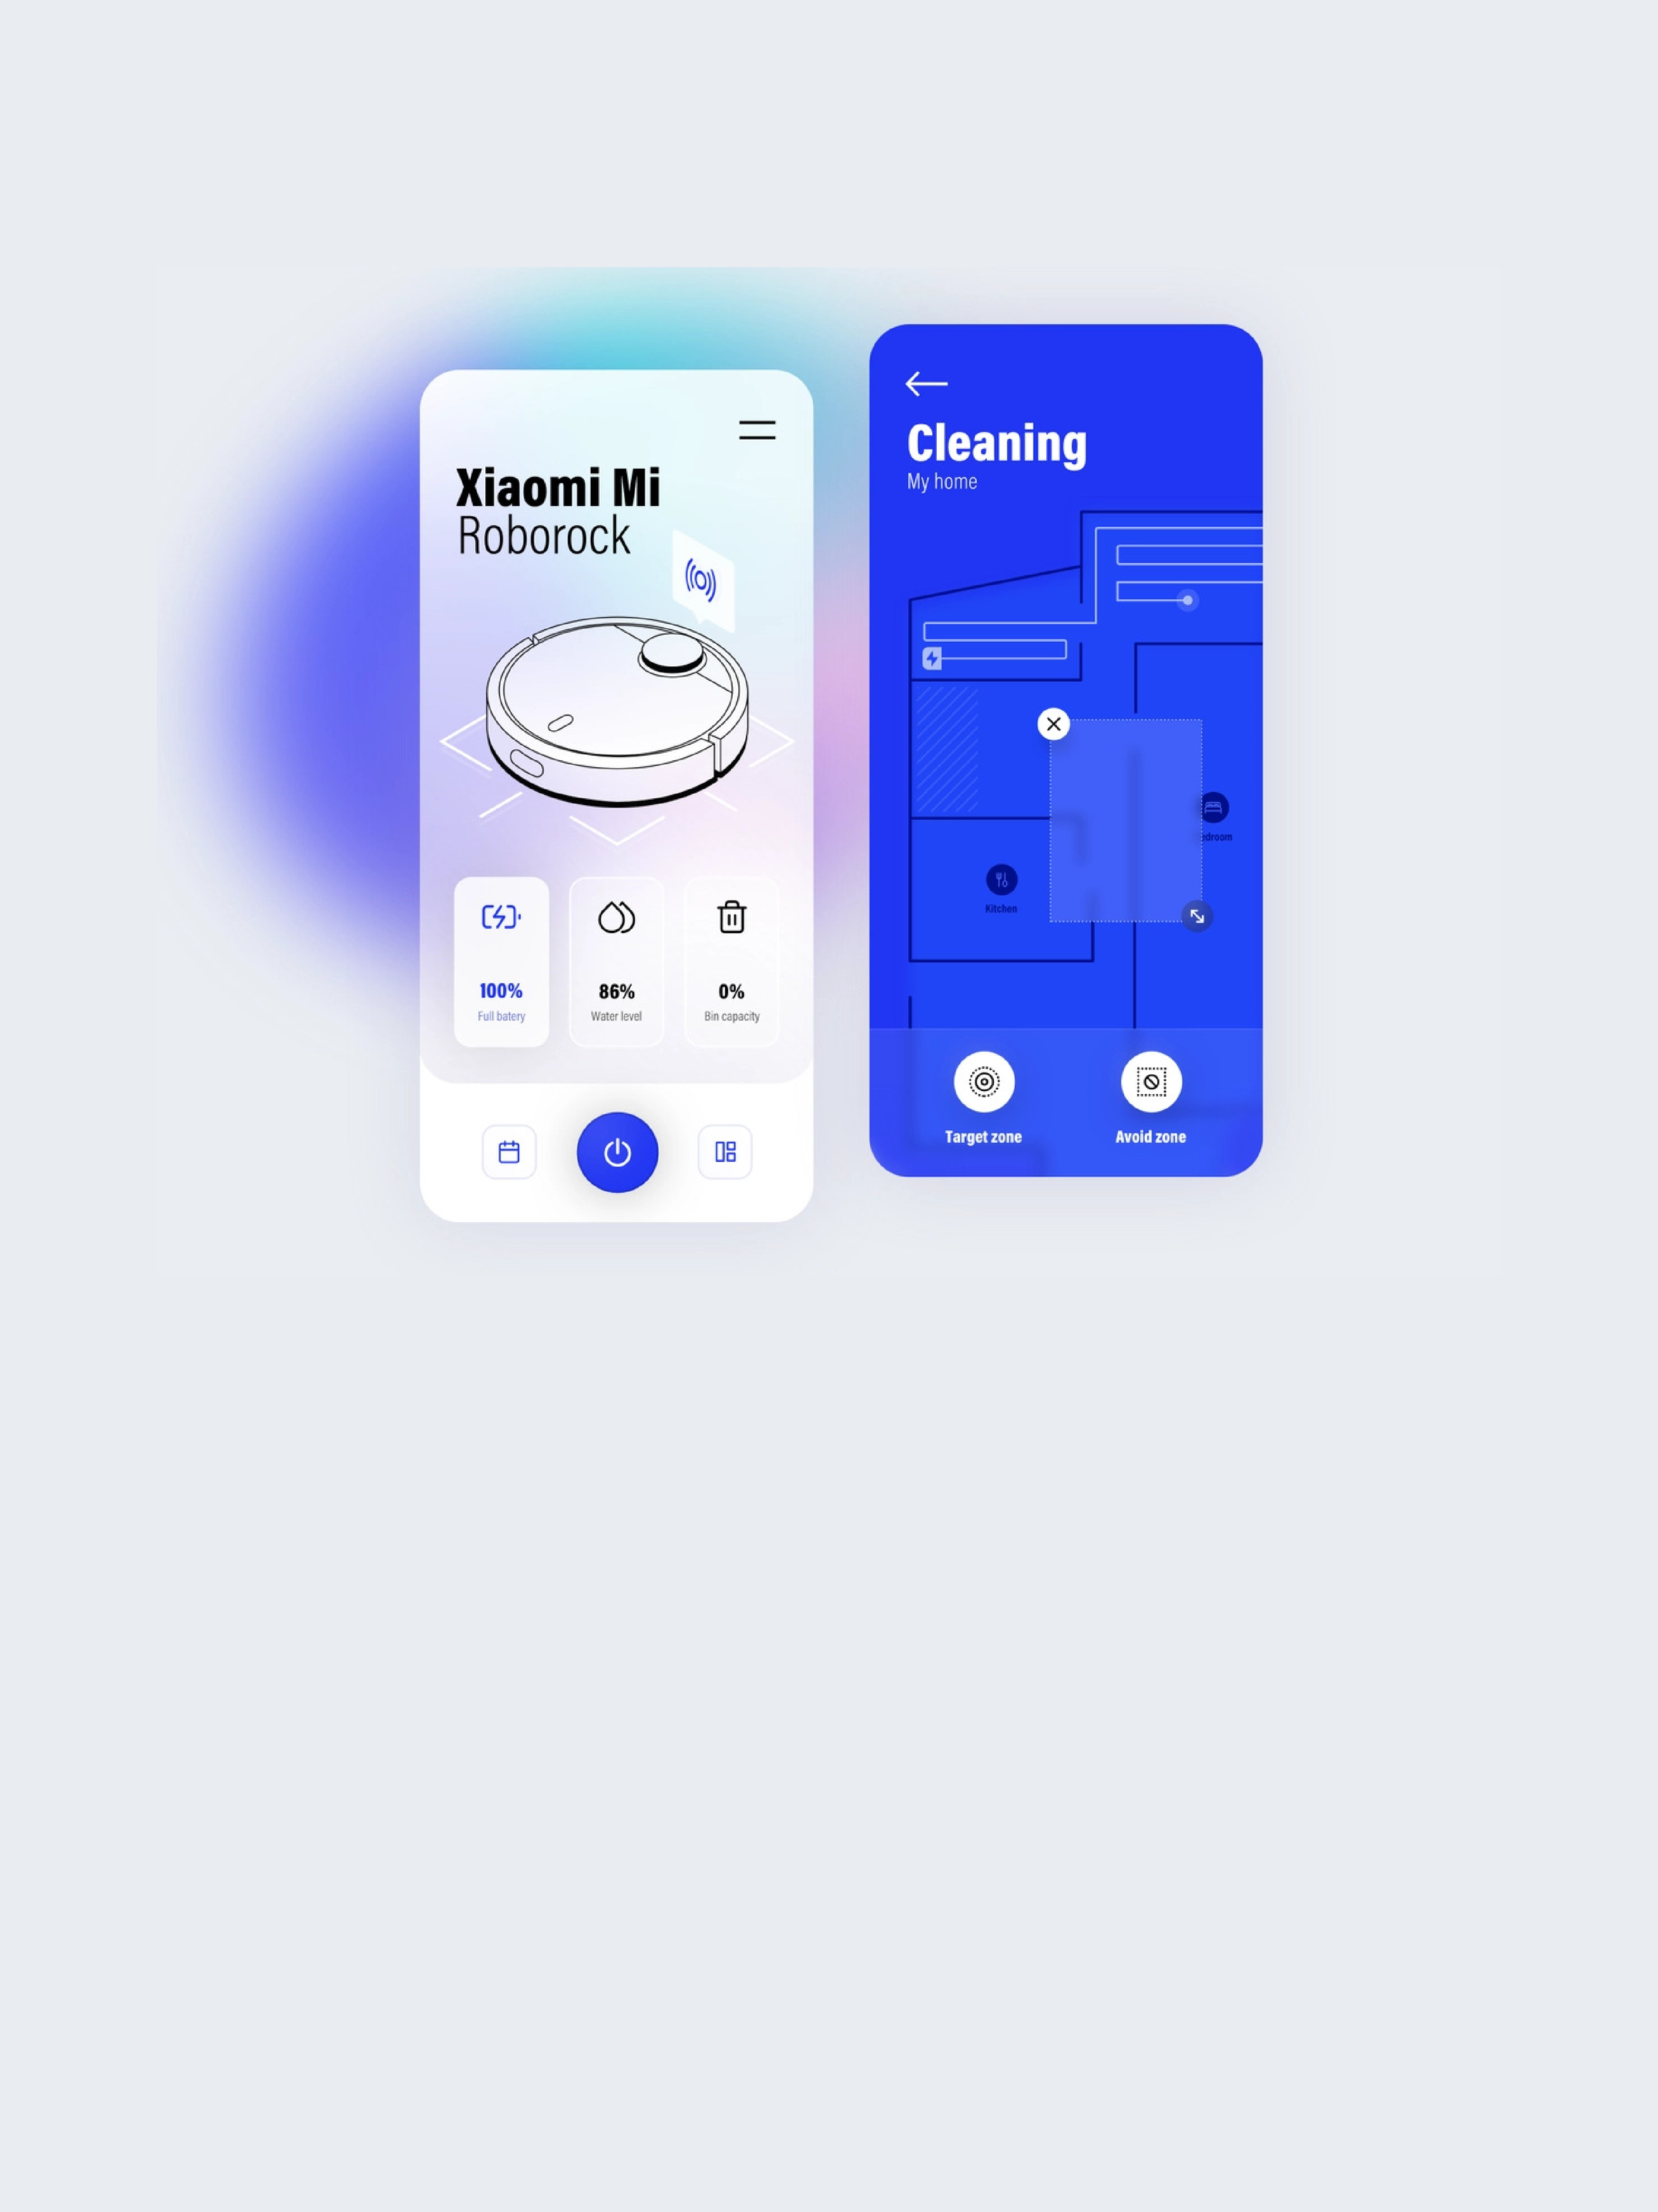 Xiaomi Mi
Roborock
100%
Full batery
86%
Water level
0%
Bin capacity
Cleaning
My home
edroom
Kitchen
Target zone
Avoid zone